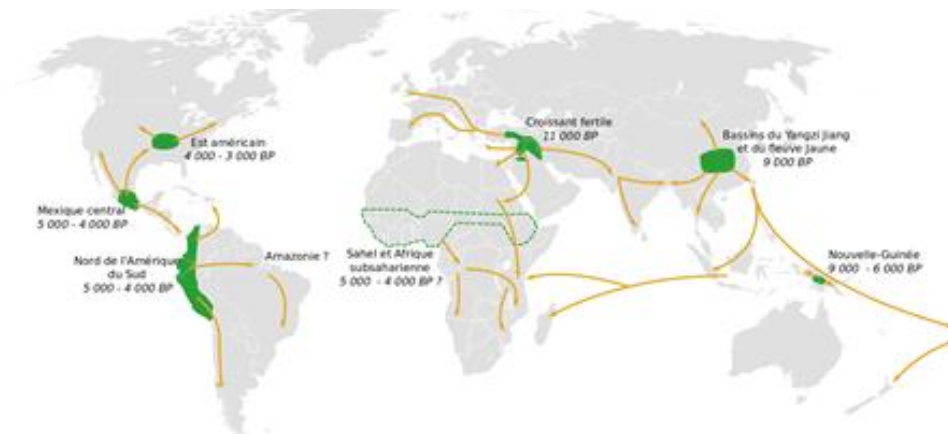 Est américain
4 000 - 3 000 BP
Mexique central
5 000 - 4 000 BP
Nord de l'Amérique
du Sud
5 000 - 4 000 BP
Amazonie ?
Croissant fertile
11 000 BP
Sahel et Afrique
subsaharienne
5 000 - 4 000 BP ?
Bassins du Yangzi Jiang
et du fleuve Jaune
9 000 BP
Nouvelle-Guinée
9 000 - 6 000 BP